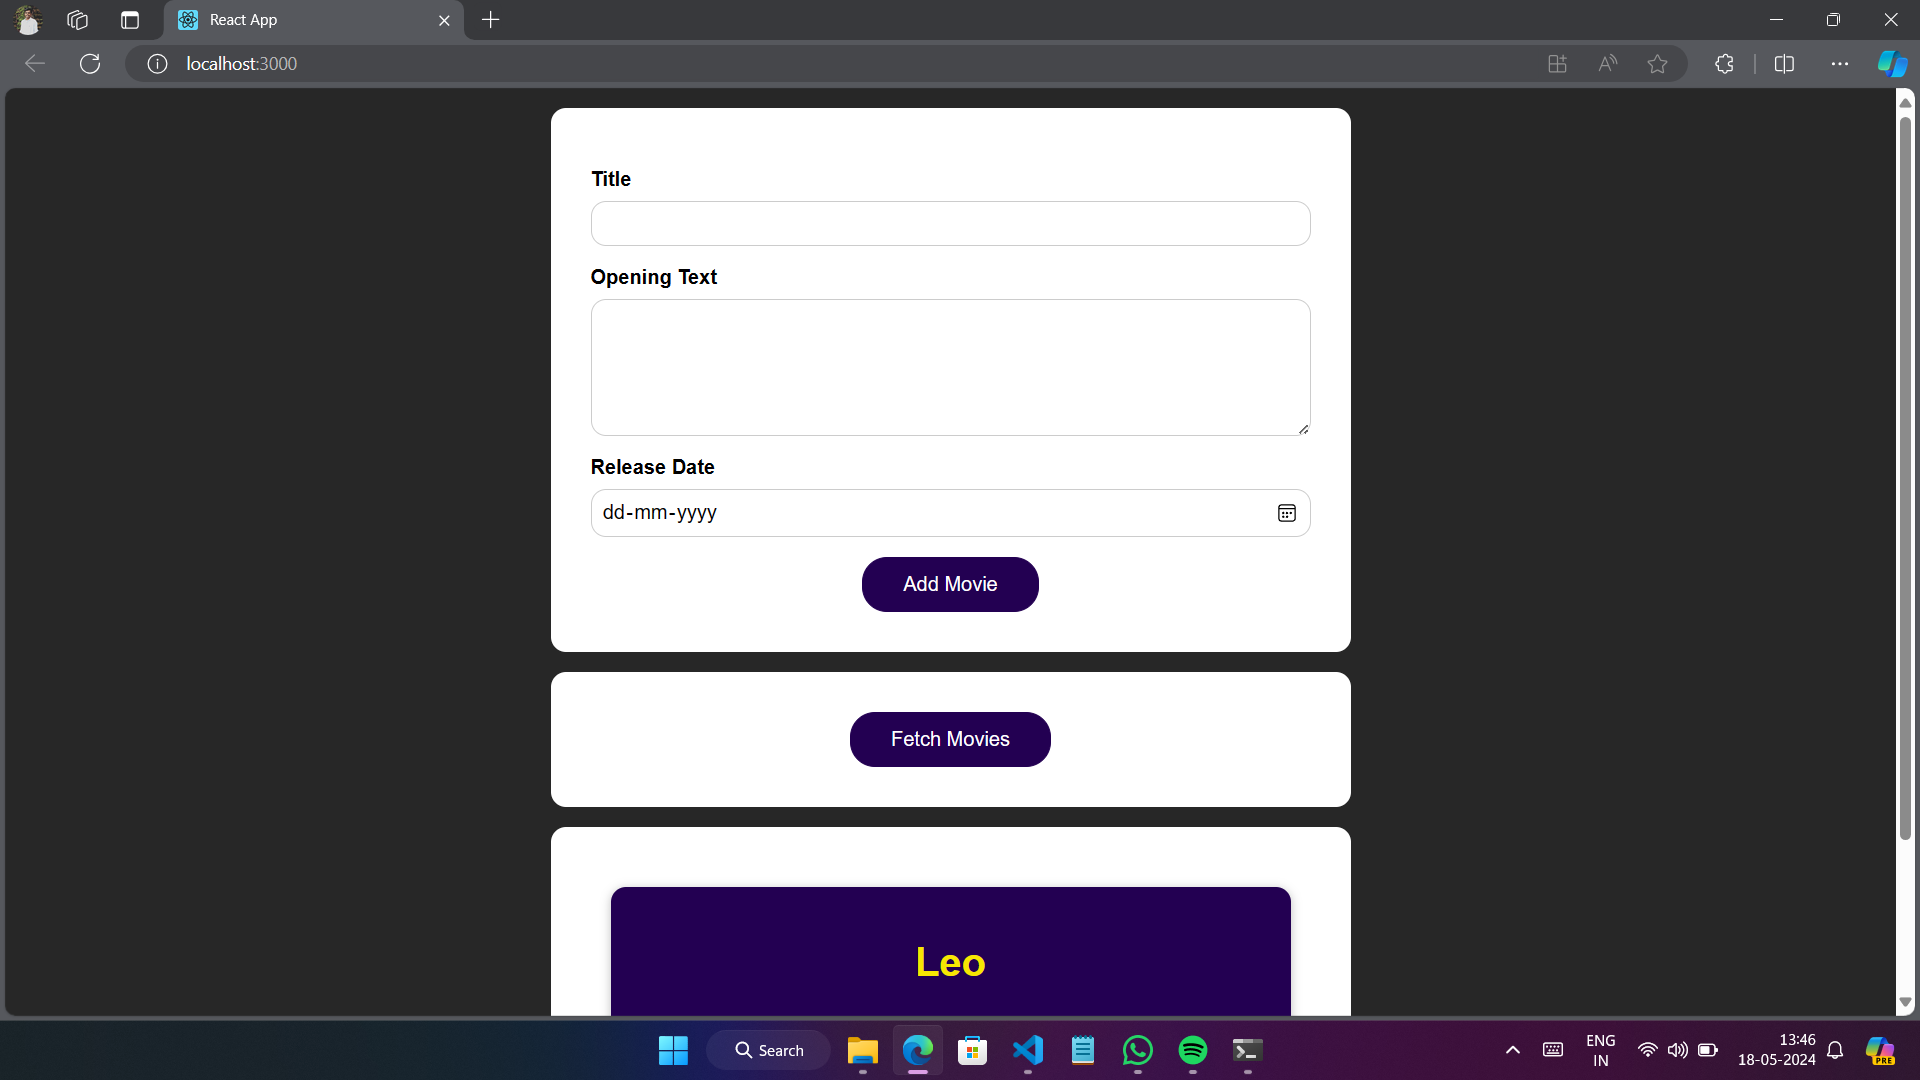 React App
localhost:3000
Title
Opening Text
Release Date
dd-mm-yyyy
Add Movie
Fetch Movies
Leo
Search
ENG
IN
13:46
18-05-2024
PRE